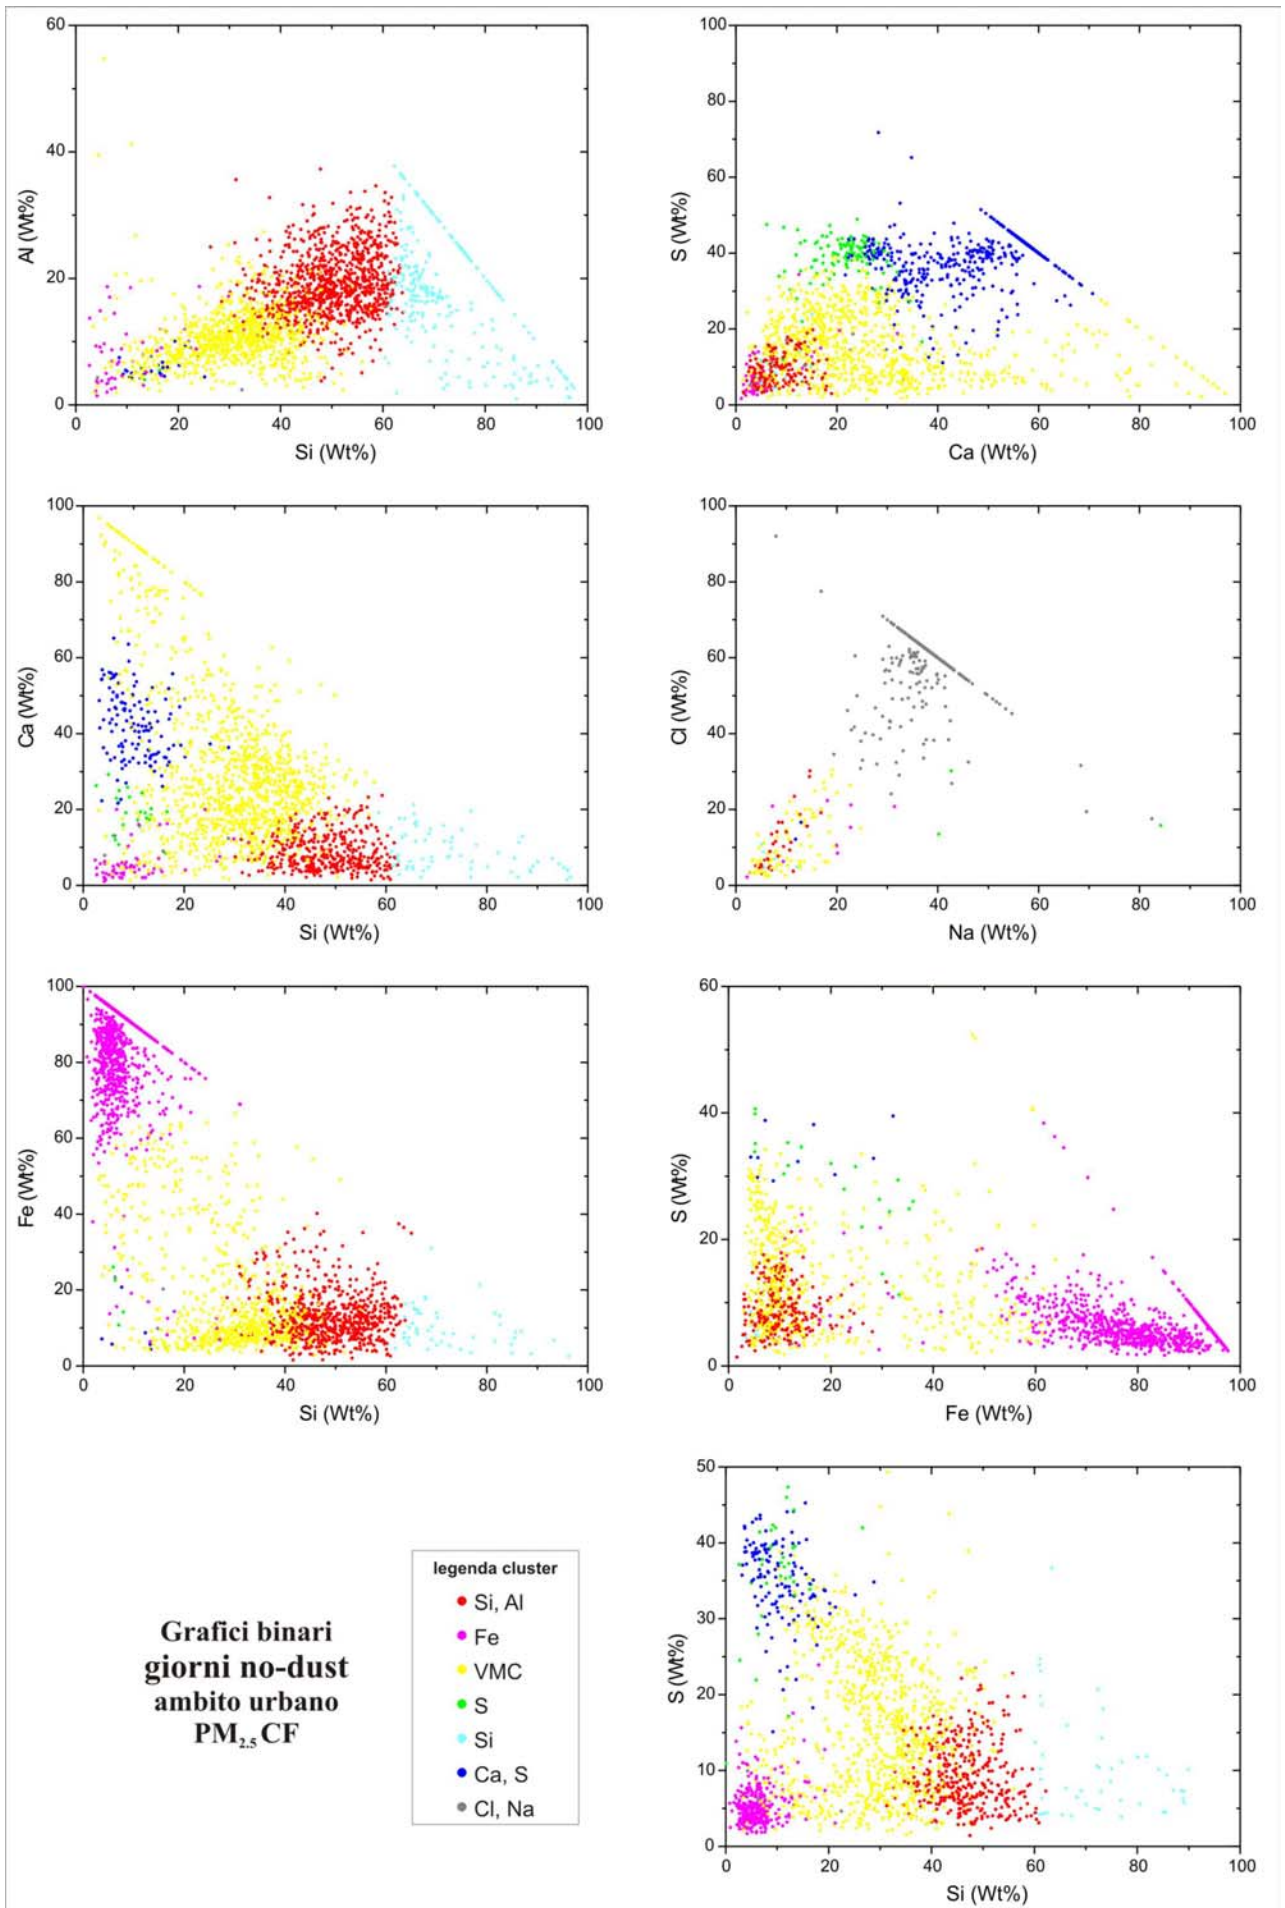 60
40
20
0
0 20 40 60 80 100
Al (Wt%)
Si (Wt%)
100
80
60
40
20
0
0 20 40 60 80 100
S (Wt%)
Ca (Wt%)
100
80
60
40
20
0
0 20 40 60 80 100
Ca (Wt%)
Si (Wt%)
100
80
60
40
20
0
0 20 40 60 80 100
Cl (Wt%)
Na (Wt%)
100
80
60
40
20
0
0 20 40 60 80 100
Fe (Wt%)
Si (Wt%)
60
40
20
0
0 20 40 60 80 100
S (Wt%)
Fe (Wt%)
50
40
30
20
10
0
0 20 40 60 80 100
S (Wt%)
Si (Wt%)
Grafici binari
giorni no-dust
ambito urbano
PM2.5 CF
legenda cluster
Si, Al
Fe
VMC
S
Si
Ca, S
Cl, Na